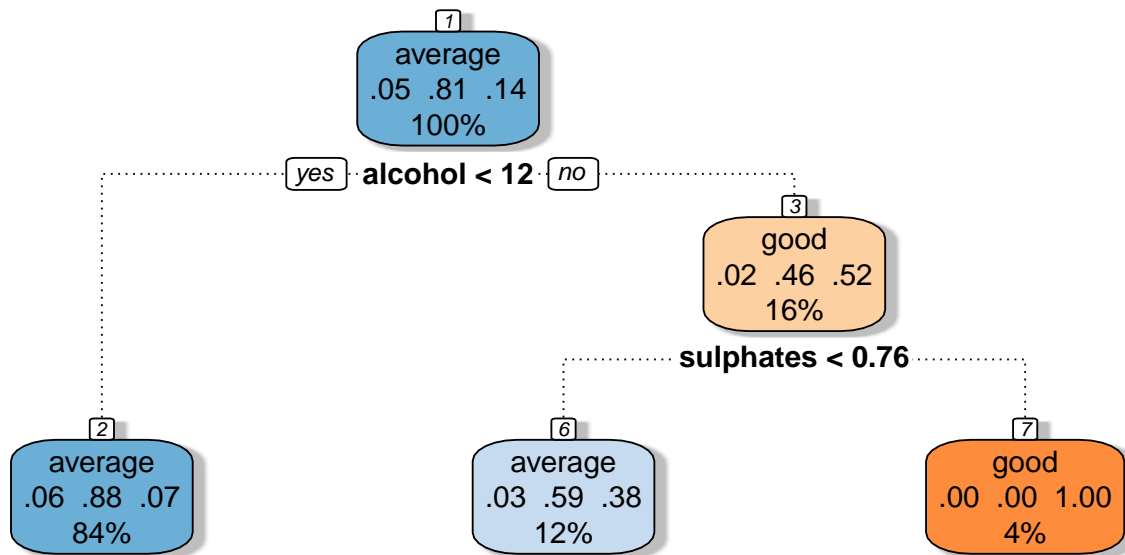 1
average
.05 .81 .14
100%
yes alcohol < 12 no
3
good
.02 .46 .52
16%
sulphates < 0.76
2
average
.06 .88 .07
84%
6
average
.03 .59 .38
12%
7
good
.00 .00 1.00
4%